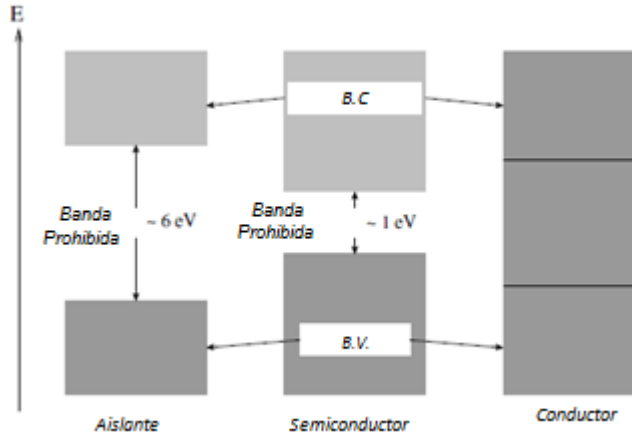 E
B.C
Banda
Prohibida
~ 6 eV
Banda
Prohibida
~ 1 eV
B.V.
Aislante
Semiconductor
Conductor